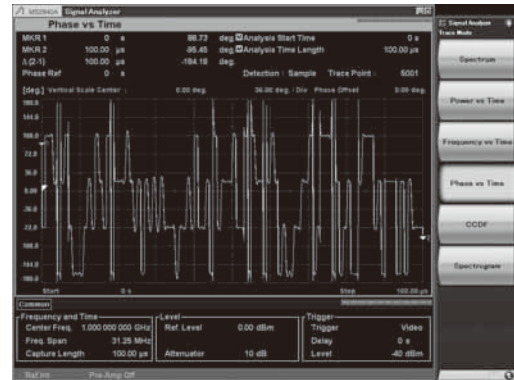 MS2840A Signal Analyzer
Phase vs Time
MKR 1 0 s 88.73 deg. Analysis Start Time 0 s
MKR 2 100.00 µs -95.45 deg. Analysis Time Length 100.00 µs
Δ(2-1) 100.00 µs -184.18 deg.
Phase Ref 0 s Detection : Sample Trace Point : 5001
[deg.] Vertical Scale Center : 0.00 deg. 36.00 deg. / Div Phase Offset 0.00 deg.
180.0
144.0
108.0
72.0
36.0
0.00
-36.0
-72.0
-108.0
-144.0
-180.0
Start 0 s Stop 100.00 µs
Common
Frequency and Time
Center Freq. 1.000 000 000 GHz
Freq. Span 31.25 MHz
Capture Length 100.00 µs
Level
Ref. Level 0.00 dBm
Attenuator 10 dB
Trigger
Trigger Video
Delay 0 s
Level -40 dBm
Ref.Int Pre-Amp Off
Signal Analyzer
Trace Mode
Spectrum
Power vs Time
Frequency vs Time
Phase vs Time
CCDF
Spectrogram